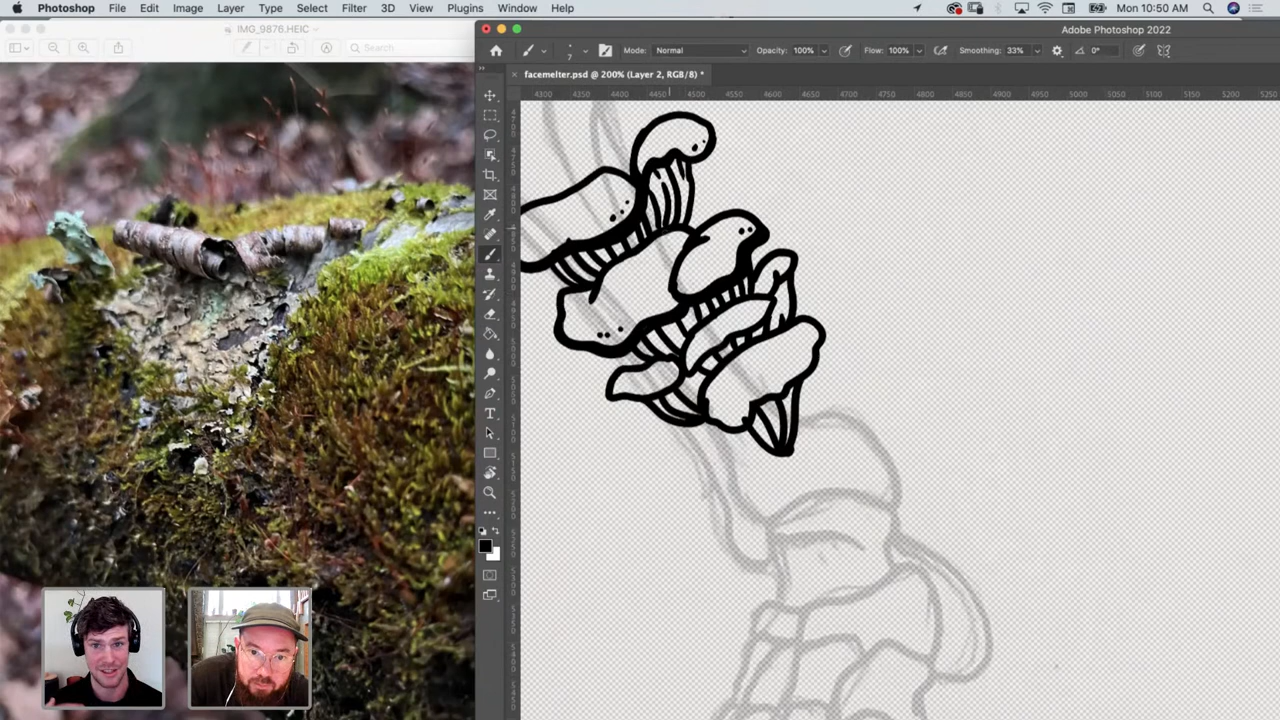 Photoshop File Edit Image Layer Type Select Filter 3D View Plugins Window Help Mon 10:50 AM
IMG_9876.HEIC
Adobe Photoshop 2022
Search
7 Mode: Normal Opacity: 100% Flow: 100% Smoothing: 33% 0°
facemelter.psd @ 200% (Layer 2, RGB/8) *
4300 4350 4400 4450 4500 4550 4600 4650 4700 4750 4800 4850 4900 4950 5000 5050 5100 5150 5200 5250